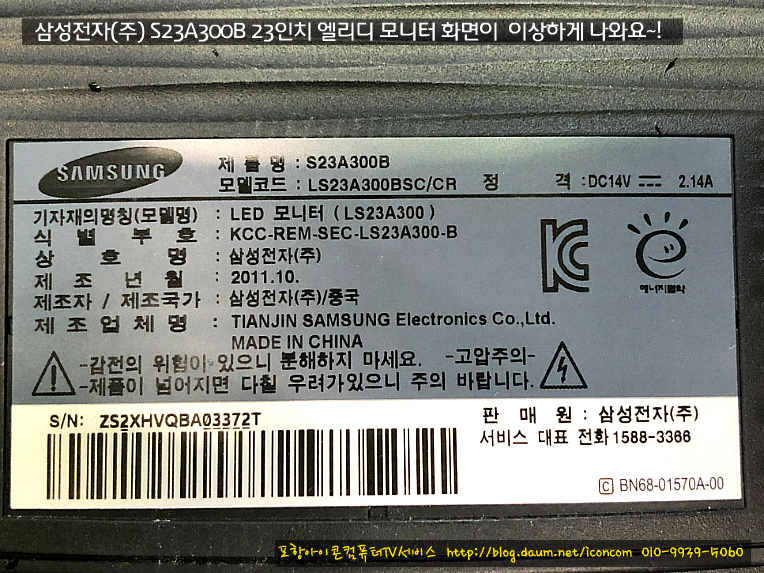 삼성전자(주) S23A300B 23인치 엘리디 모니터 화면이 이상하게 나와요~!
SAMSUNG
제 품 명 : S23A300B
모델코드 : LS23A300BSC/CR 정 격 : DC14V ⎓ 2.14A
기자재의명칭(모델명) : LED 모니터 ( LS23A300 )
식 별 부 호 : KCC-REM-SEC-LS23A300-B
상 호 명 : 삼성전자(주)
제 조 년 월 : 2011.10.
제조자 / 제조국가 : 삼성전자(주)/중국
제 조 업 체 명 : TIANJIN SAMSUNG Electronics Co.,Ltd.
MADE IN CHINA
에너지절약
-감전의 위험이 있으니 분해하지 마세요. -고압주의-
-제품이 넘어지면 다칠 우려가있으니 주의 바랍니다.
S/N: ZS2XHVQBA03372T
판 매 원 : 삼성전자(주)
서비스 대표 전화 1588-3366
C BN68-01570A-00
포항아이콘컴퓨터TV서비스 http://blog.daum.net/iconcom 010-9939-5060